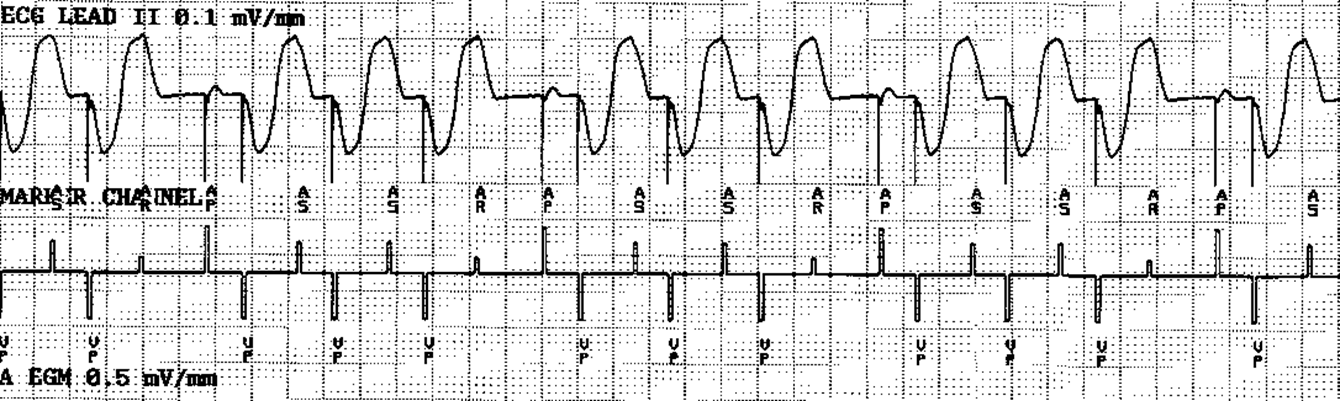 ECG LEAD II 0.1 mV/mm
MARKER CHANNEL
AS AR AP AS AS AR AP AS AS AR AP AS AS AR AP AS
VP VP VP VP VP VP VP VP VP VP VP VP
A EGM 0.5 mV/mm